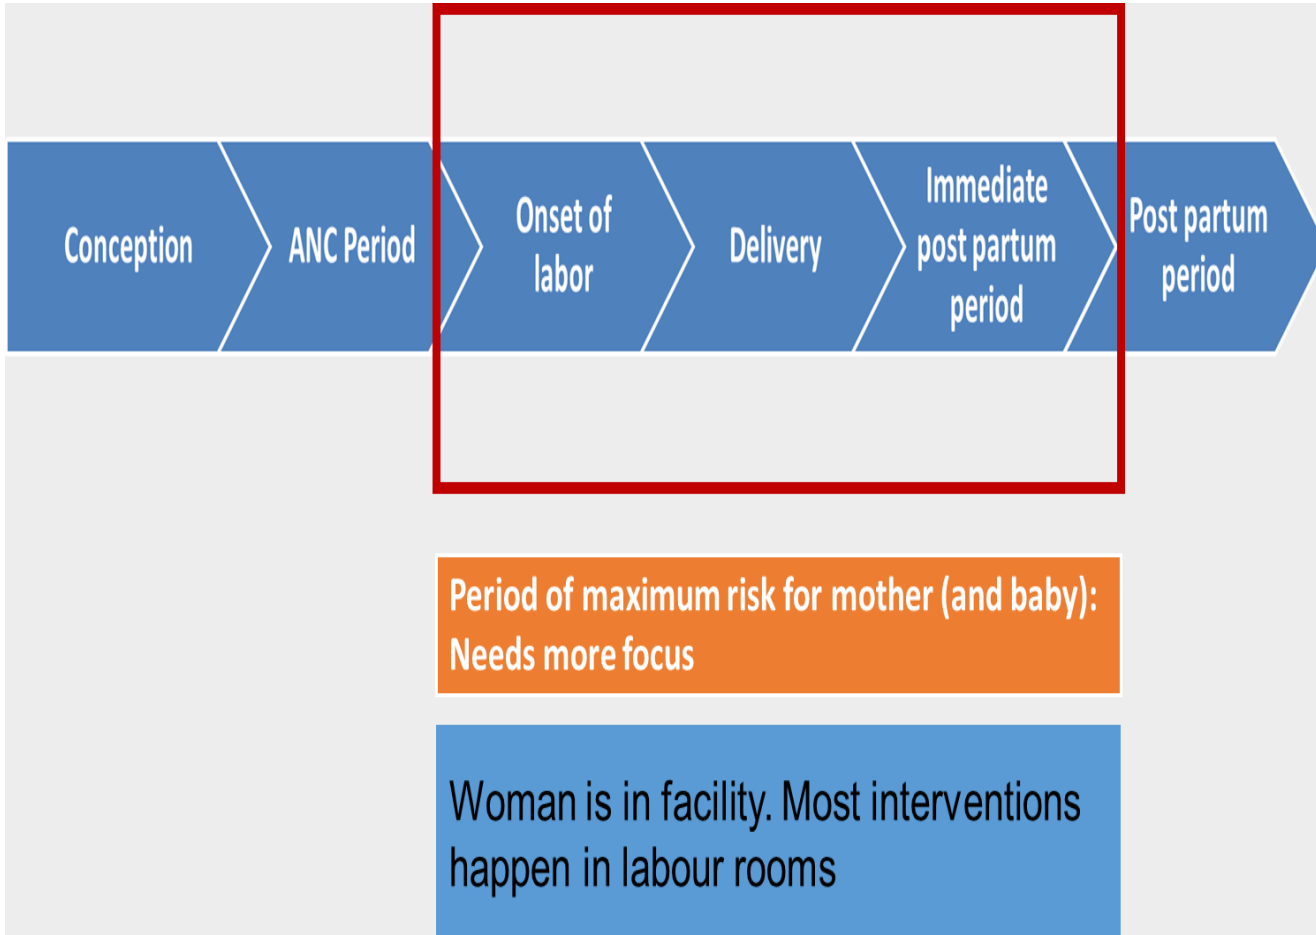 Conception
ANC Period
Onset of
labor
Delivery
Immediate
post partum
period
Post partum
period
Period of maximum risk for mother (and baby):
Needs more focus
Woman is in facility. Most interventions
happen in labour rooms